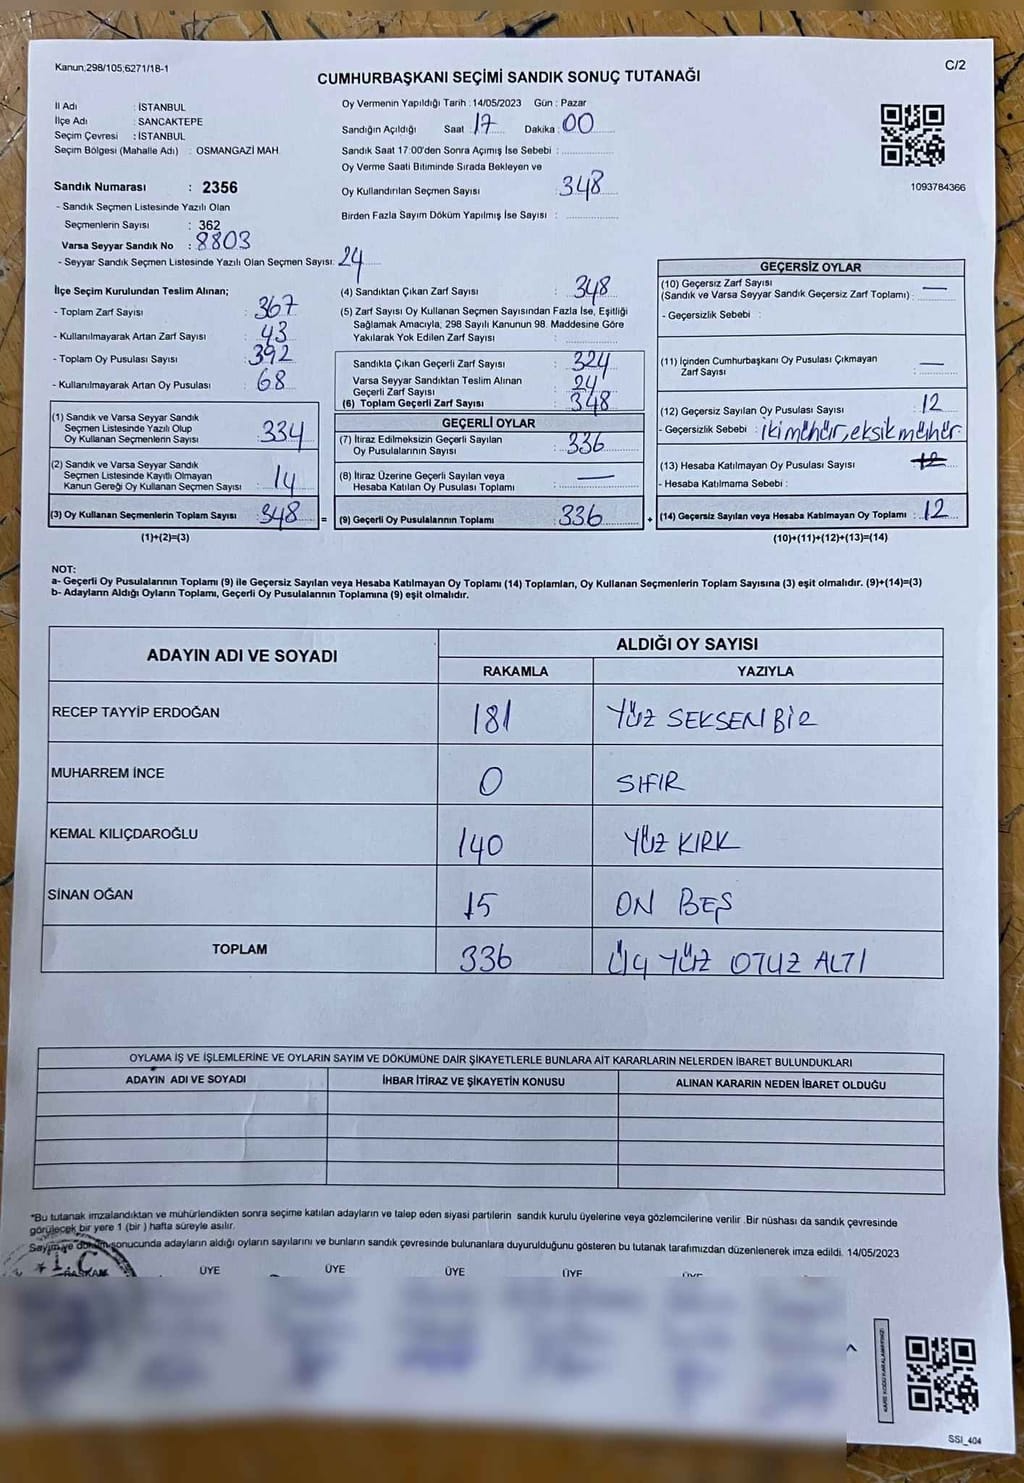 Kanun;298/105;6271/18-1
C/2
CUMHURBAŞKANI SEÇİMİ SANDIK SONUÇ TUTANAĞI
İl Adı : İSTANBUL
İlçe Adı : SANCAKTEPE
Seçim Çevresi : İSTANBUL
Seçim Bölgesi (Mahalle Adı) : OSMANGAZİ MAH.
Sandık Numarası : 2356
- Sandık Seçmen Listesinde Yazılı Olan
Seçmenlerin Sayısı : 362
Varsa Seyyar Sandık No : 8803
- Seyyar Sandık Seçmen Listesinde Yazılı Olan Seçmen Sayısı: 24
Oy Vermenin Yapıldığı Tarih : 14/05/2023 Gün : Pazar
Sandığın Açıldığı Saat : 17 Dakika : 00
Sandık Saat 17:00'den Sonra Açımış İse Sebebi :
Oy Verme Saati Bitiminde Sırada Bekleyen ve
Oy Kullandırılan Seçmen Sayısı : 348
Birden Fazla Sayım Döküm Yapılmış İse Sayısı :
1093784366
İlçe Seçim Kurulundan Teslim Alınan;
- Toplam Zarf Sayısı : 367
- Kullanılmayarak Artan Zarf Sayısı : 43
- Toplam Oy Pusulası Sayısı : 392
- Kullanılmayarak Artan Oy Pusulası : 68
(1) Sandık ve Varsa Seyyar Sandık
Seçmen Listesinde Yazılı Olup
Oy Kullanan Seçmenlerin Sayısı : 334
(2) Sandık ve Varsa Seyyar Sandık
Seçmen Listesinde Kayıtlı Olmayan
Kanun Gereği Oy Kullanan Seçmen Sayısı : 14
(3) Oy Kullanan Seçmenlerin Toplam Sayısı : 348 =
(1)+(2)=(3)
(4) Sandıktan Çıkan Zarf Sayısı : 348
(5) Zarf Sayısı Oy Kullanan Seçmen Sayısından Fazla İse, Eşitliği
Sağlamak Amacıyla; 298 Sayılı Kanunun 98. Maddesine Göre
Yakılarak Yok Edilen Zarf Sayısı :
Sandıkta Çıkan Geçerli Zarf Sayısı : 324
Varsa Seyyar Sandıktan Teslim Alınan
Geçerli Zarf Sayısı : 24
(6) Toplam Geçerli Zarf Sayısı : 348
GEÇERLİ OYLAR
(7) İtiraz Edilmeksizin Geçerli Sayılan
Oy Pusulalarının Sayısı : 336
(8) İtiraz Üzerine Geçerli Sayılan veya
Hesaba Katılan Oy Pusulası Toplamı : —
(9) Geçerli Oy Pusulalarının Toplamı : 336 +
GEÇERSİZ OYLAR
(10) Geçersiz Zarf Sayısı
(Sandık ve Varsa Seyyar Sandık Geçersiz Zarf Toplamı) : —
- Geçersizlik Sebebi :
(11) İçinden Cumhurbaşkanı Oy Pusulası Çıkmayan
Zarf Sayısı : —
(12) Geçersiz Sayılan Oy Pusulası Sayısı : 12
- Geçersizlik Sebebi : iki mühür, eksik mühür
(13) Hesaba Katılmayan Oy Pusulası Sayısı : 12
- Hesaba Katılmama Sebebi :
(14) Geçersiz Sayılan veya Hesaba Katılmayan Oy Toplamı : 12
(10)+(11)+(12)+(13)=(14)
NOT:
a- Geçerli Oy Pusulalarının Toplamı (9) ile Geçersiz Sayılan veya Hesaba Katılmayan Oy Toplamı (14) Toplamları, Oy Kullanan Seçmenlerin Toplam Sayısına (3) eşit olmalıdır. (9)+(14)=(3)
b- Adayların Aldığı Oyların Toplamı, Geçerli Oy Pusulalarının Toplamına (9) eşit olmalıdır.
ADAYIN ADI VE SOYADI
ALDIĞI OY SAYISI
RAKAMLA YAZIYLA
RECEP TAYYİP ERDOĞAN 181 YÜZ SEKSEN BİR
MUHARREM İNCE 0 SIFIR
KEMAL KILIÇDAROĞLU 140 YÜZ KIRK
SİNAN OĞAN 15 ON BEŞ
TOPLAM 336 ÜÇ YÜZ OTUZ ALTI
OYLAMA İŞ VE İŞLEMLERİNE VE OYLARIN SAYIM VE DÖKÜMÜNE DAİR ŞİKAYETLERLE BUNLARA AİT KARARLARIN NELERDEN İBARET BULUNDUKLARI
ADAYIN ADI VE SOYADI İHBAR İTİRAZ VE ŞİKAYETİN KONUSU ALINAN KARARIN NEDEN İBARET OLDUĞU
"Bu tutanak imzalandıktan ve mühürlendikten sonra seçime katılan adayların ve talep eden siyasi partilerin sandık kurulu üyelerine veya gözlemcilerine verilir .Bir nüshası da sandık çevresinde
görülecek bir yere 1 (bir ) hafta süreyle asılır.
Sayım ve döküm sonucunda adayların aldığı oyların sayılarını ve bunların sandık çevresinde bulunanlara duyurulduğunu gösteren bu tutanak tarafımızdan düzenlenerek imza edildi. 14/05/2023
T.C.
BAŞKAN ÜYE ÜYE ÜYE ÜYE ÜYE
SSI_404